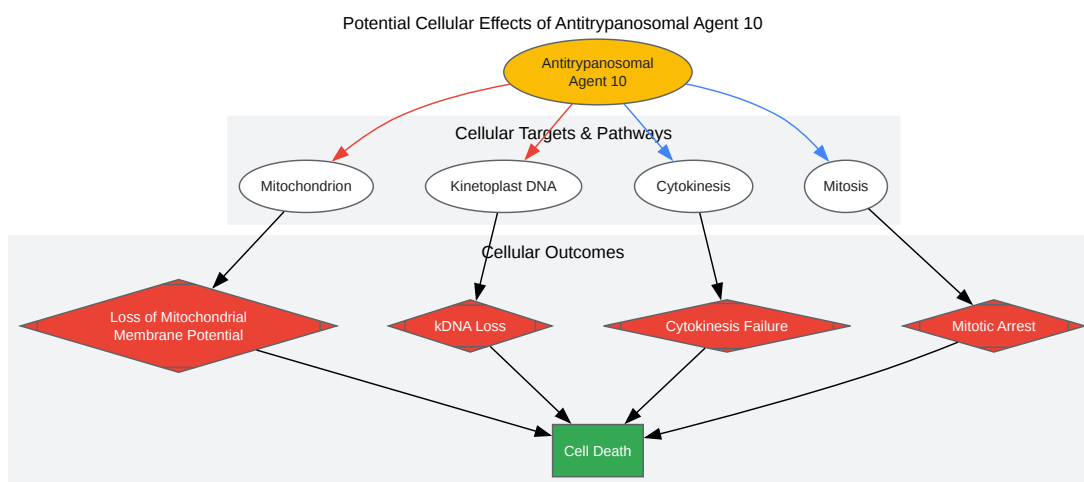 Potential Cellular Effects of Antitrypanosomal Agent 10
Antitrypanosomal
Agent 10
Cellular Targets & Pathways
Mitochondrion
Kinetoplast DNA
Cytokinesis
Mitosis
Cellular Outcomes
Loss of Mitochondrial
Membrane Potential
kDNA Loss
Cytokinesis Failure
Mitotic Arrest
Cell Death